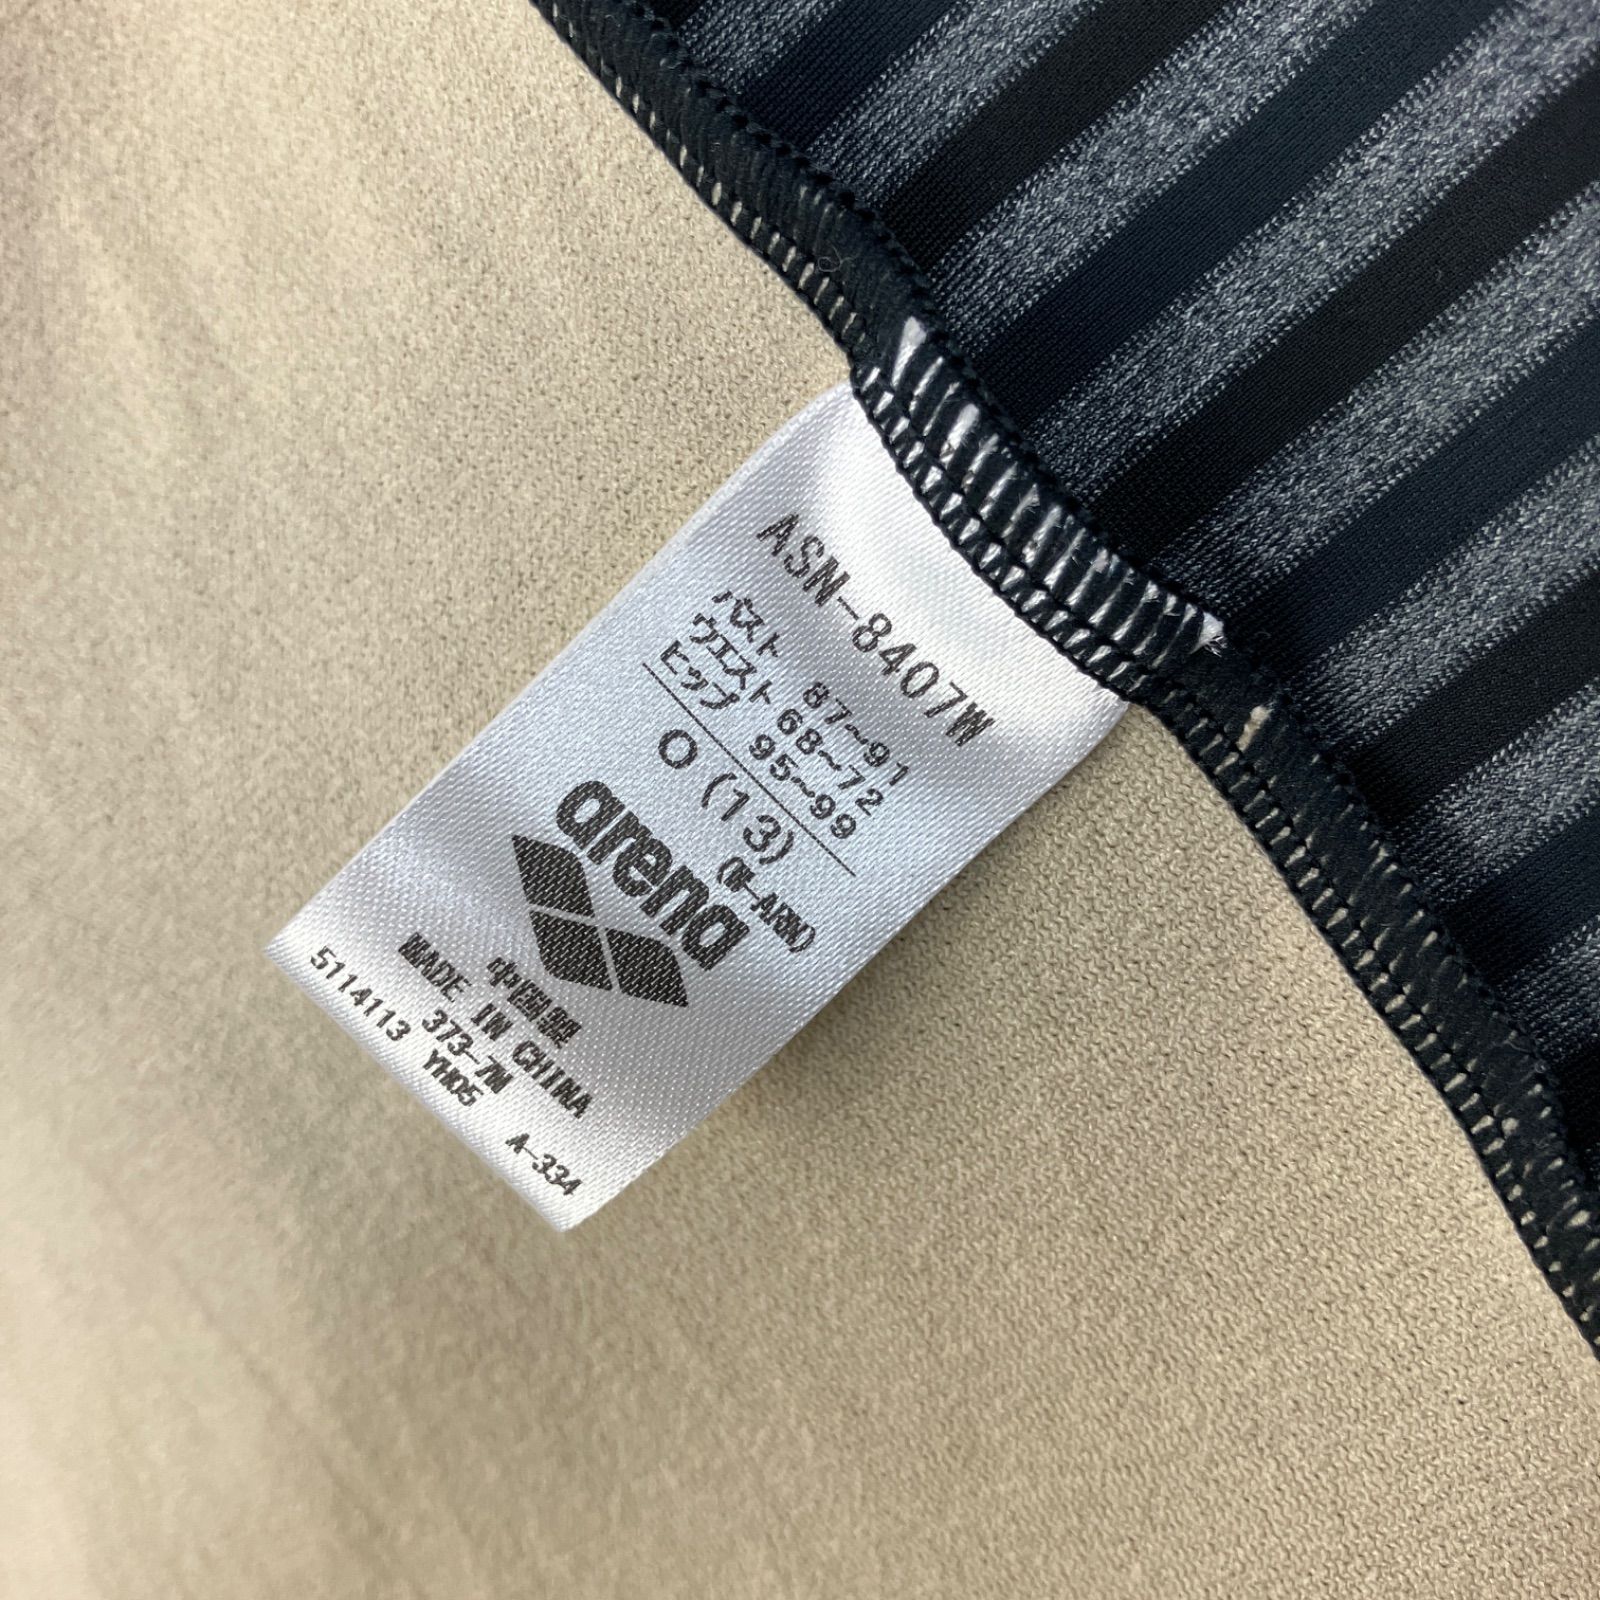 ASN-8407W
バスト 87~91
ウエスト 68~72
ヒップ 95~99
O (13)
(W-ARN)
arena
中国製
MADE IN CHINA
373-7M
5114113 YH05
A-334